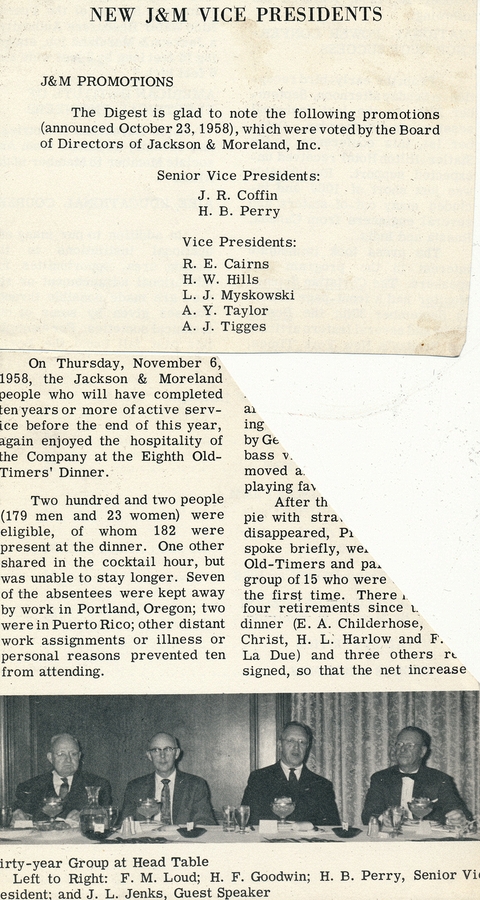 NEW J&M VICE PRESIDENTS
J&M PROMOTIONS
The Digest is glad to note the following promotions
(announced October 23, 1958), which were voted by the Board
of Directors of Jackson & Moreland, Inc.
Senior Vice Presidents:
J. R. Coffin
H. B. Perry
Vice Presidents:
R. E. Cairns
H. W. Hills
L. J. Myskowski
A. Y. Taylor
A. J. Tigges
On Thursday, November 6,
1958, the Jackson & Moreland
people who will have completed
ten years or more of active serv-
ice before the end of this year,
again enjoyed the hospitality of
the Company at the Eighth Old-
Timers' Dinner.
Two hundred and two people
(179 men and 23 women) were
eligible, of whom 182 were
present at the dinner. One other
shared in the cocktail hour, but
was unable to stay longer. Seven
of the absentees were kept away
by work in Portland, Oregon; two
were in Puerto Rico; other distant
work assignments or illness or
personal reasons prevented ten
from attending.
ing
by Ge
bass
moved
playing fav
After th
pie with
disappeared,
spoke briefly,
Old-Timers and
group of 15 who were
the first time. There
four retirements since
dinner (E. A. Childerhose,
Christ, H. L. Harlow and F.
La Due) and three others re
signed, so that the net increase
irty-year Group at Head Table
Left to Right: F. M. Loud; H. F. Goodwin; H. B. Perry, Senior Vi
esident; and J. L. Jenks, Guest Speaker